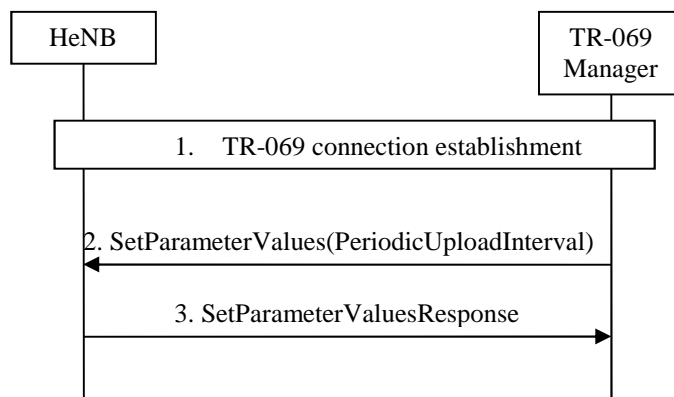 HeNB
TR-069
Manager
1. TR-069 connection establishment
2. SetParameterValues(PeriodicUploadInterval)
3. SetParameterValuesResponse